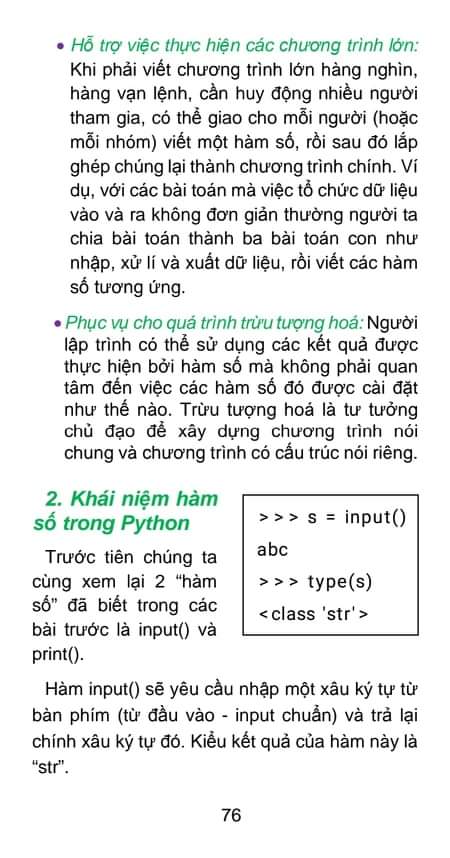 • Hỗ trợ việc thực hiện các chương trình lớn:
Khi phải viết chương trình lớn hàng nghìn,
hàng vạn lệnh, cần huy động nhiều người
tham gia, có thể giao cho mỗi người (hoặc
mỗi nhóm) viết một hàm số, rồi sau đó lắp
ghép chúng lại thành chương trình chính. Ví
dụ, với các bài toán mà việc tổ chức dữ liệu
vào và ra không đơn giản thường người ta
chia bài toán thành ba bài toán con như
nhập, xử lí và xuất dữ liệu, rồi viết các hàm
số tương ứng.
• Phục vụ cho quá trình trừu tượng hoá: Người
lập trình có thể sử dụng các kết quả được
thực hiện bởi hàm số mà không phải quan
tâm đến việc các hàm số đó được cài đặt
như thế nào. Trừu tượng hoá là tư tưởng
chủ đạo để xây dựng chương trình nói
chung và chương trình có cấu trúc nói riêng.
2. Khái niệm hàm
số trong Python
Trước tiên chúng ta
cùng xem lại 2 “hàm
số” đã biết trong các
bài trước là input() và
print().
>>> s = input()
abc
>>> type(s)
<class 'str'>
Hàm input() sẽ yêu cầu nhập một xâu ký tự từ
bàn phím (từ đầu vào - input chuẩn) và trả lại
chính xâu ký tự đó. Kiểu kết quả của hàm này là
“str”.
76